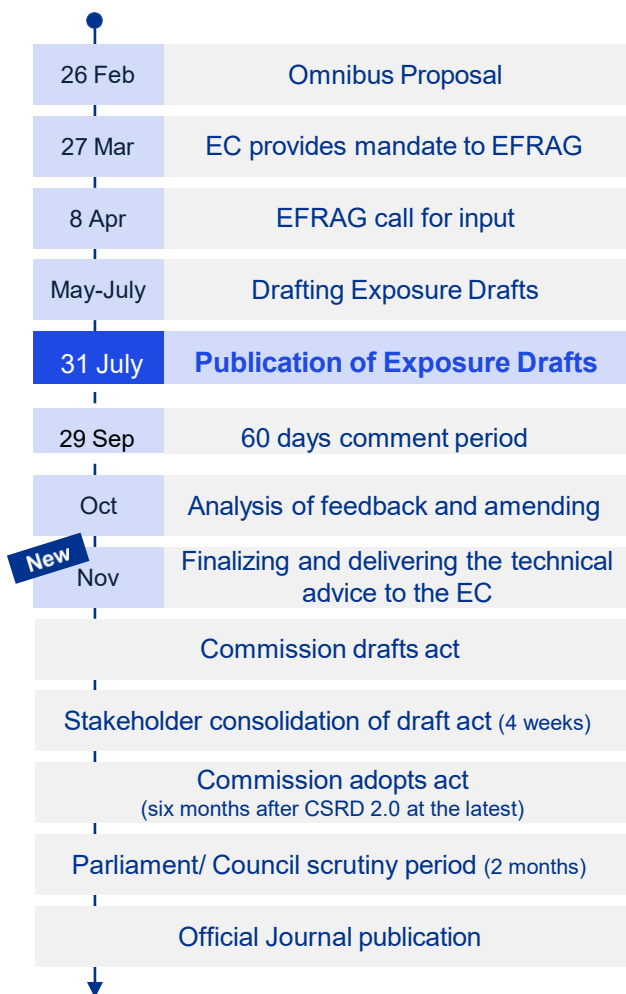 26 Feb Omnibus Proposal
27 Mar EC provides mandate to EFRAG
8 Apr EFRAG call for input
May-July Drafting Exposure Drafts
31 July Publication of Exposure Drafts
29 Sep 60 days comment period
Oct Analysis of feedback and amending
New
Nov Finalizing and delivering the technical
advice to the EC
Commission drafts act
Stakeholder consolidation of draft act (4 weeks)
Commission adopts act
(six months after CSRD 2.0 at the latest)
Parliament/ Council scrutiny period (2 months)
Official Journal publication